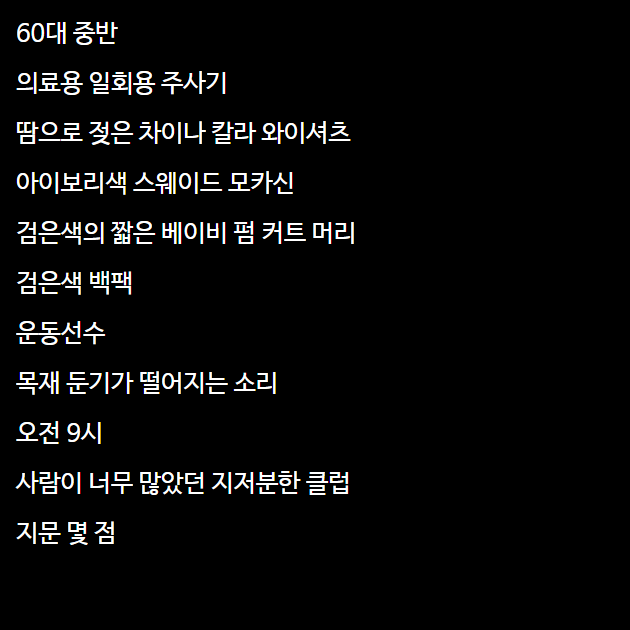 60대 중반
의료용 일회용 주사기
땀으로 젖은 차이나 칼라 와이셔츠
아이보리색 스웨이드 모카신
검은색의 짧은 베이비 펌 커트 머리
검은색 백팩
운동선수
목재 둔기가 떨어지는 소리
오전 9시
사람이 너무 많았던 지저분한 클럽
지문 몇 점